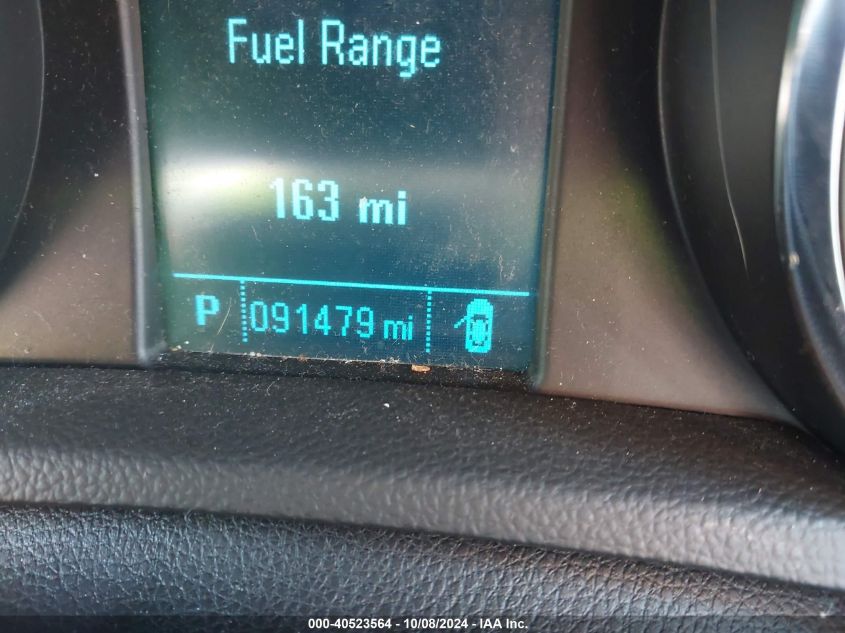 Fuel Range
163 mi
P 091479 mi
000-40523564 - 10/08/2024 - IAA Inc.